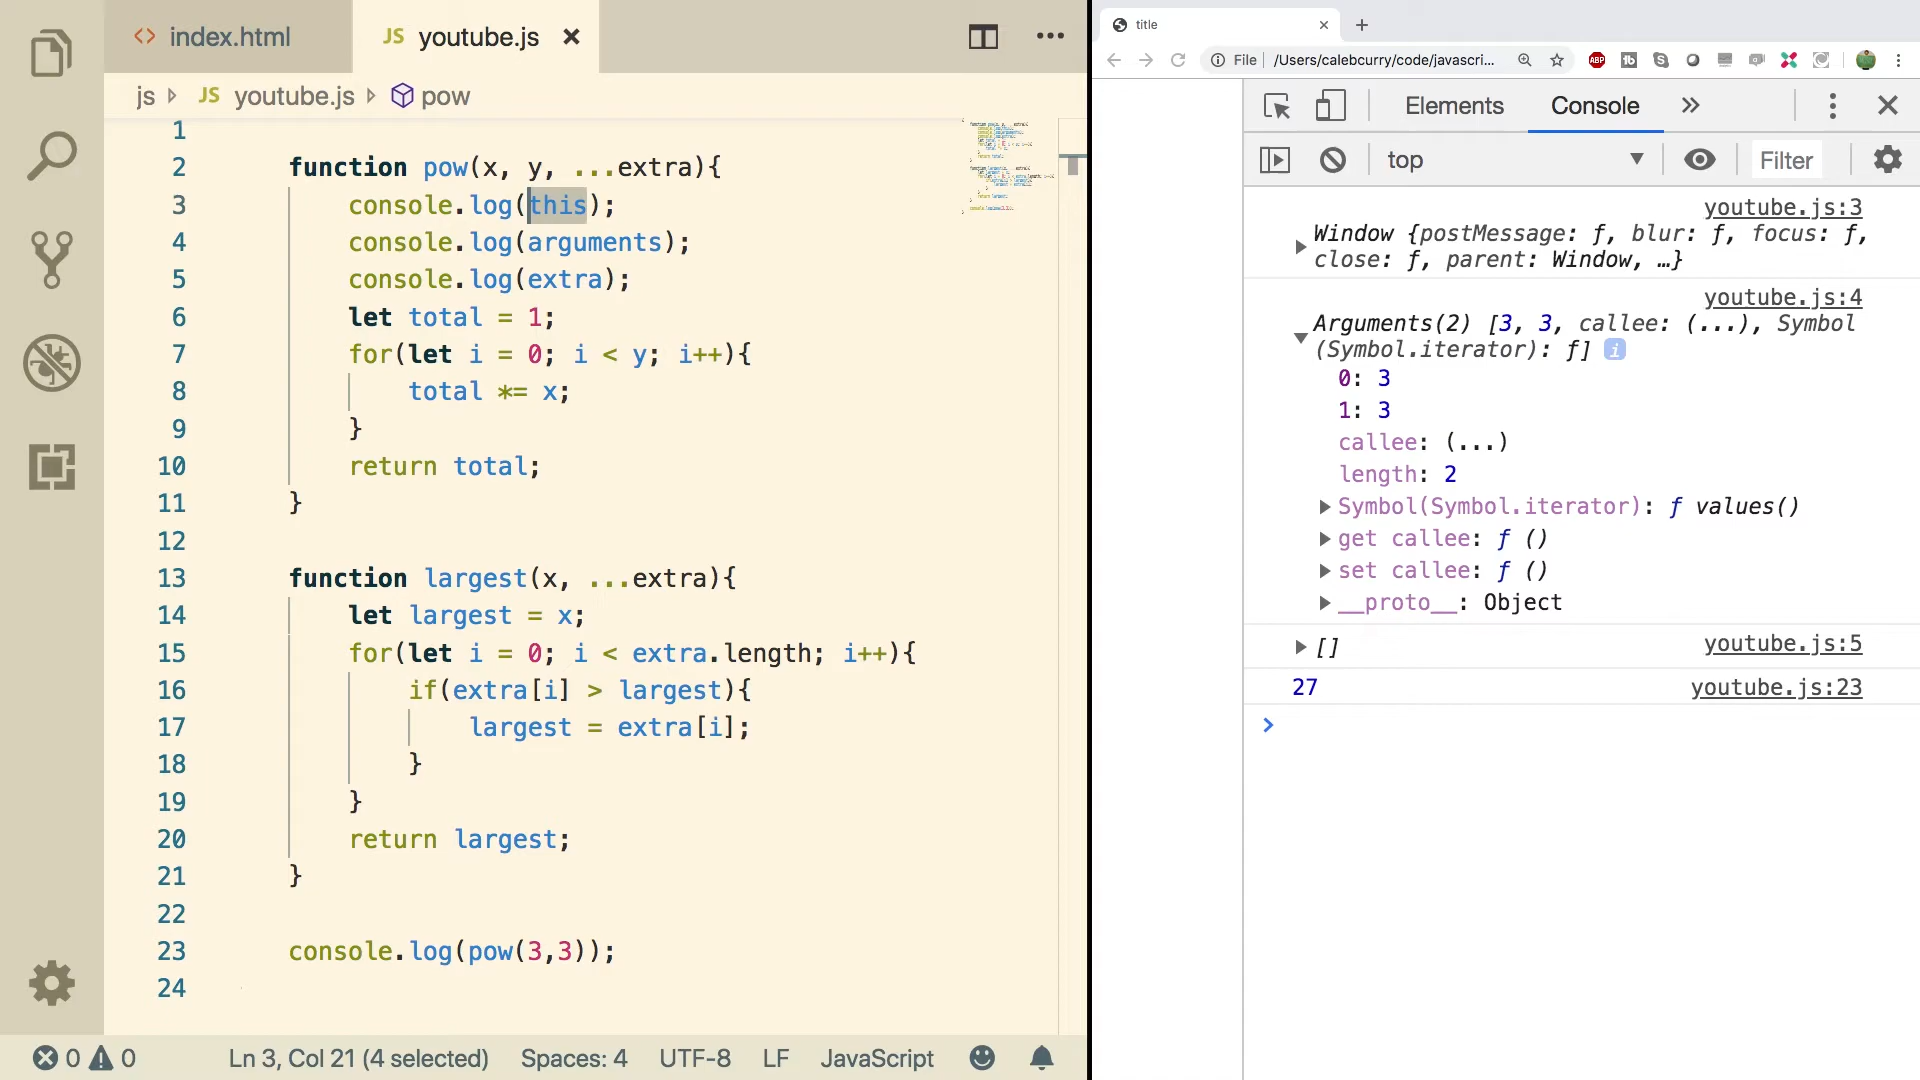 index.html
JS youtube.js
js JS youtube.js pow
1
2 function pow(x, y, ...extra){
3 console.log(this);
4 console.log(arguments);
5 console.log(extra);
6 let total = 1;
7 for(let i = 0; i < y; i++){
8 total *= x;
9 }
10 return total;
11 }
12
13 function largest(x, ...extra){
14 let largest = x;
15 for(let i = 0; i < extra.length; i++){
16 if(extra[i] > largest){
17 largest = extra[i];
18 }
19 }
20 return largest;
21 }
22
23 console.log(pow(3,3));
24
0 0 Ln 3, Col 21 (4 selected) Spaces: 4 UTF-8 LF JavaScript
title
File /Users/calebcurry/code/javascri...
ABP
Elements Console
top Filter
youtube.js:3
Window {postMessage: ƒ, blur: ƒ, focus: ƒ,
close: ƒ, parent: Window, …}
youtube.js:4
Arguments(2) [3, 3, callee: (...), Symbol
(Symbol.iterator): ƒ] i
0: 3
1: 3
callee: (...)
length: 2
Symbol(Symbol.iterator): ƒ values()
get callee: ƒ ()
set callee: ƒ ()
__proto__: Object
[] youtube.js:5
27 youtube.js:23